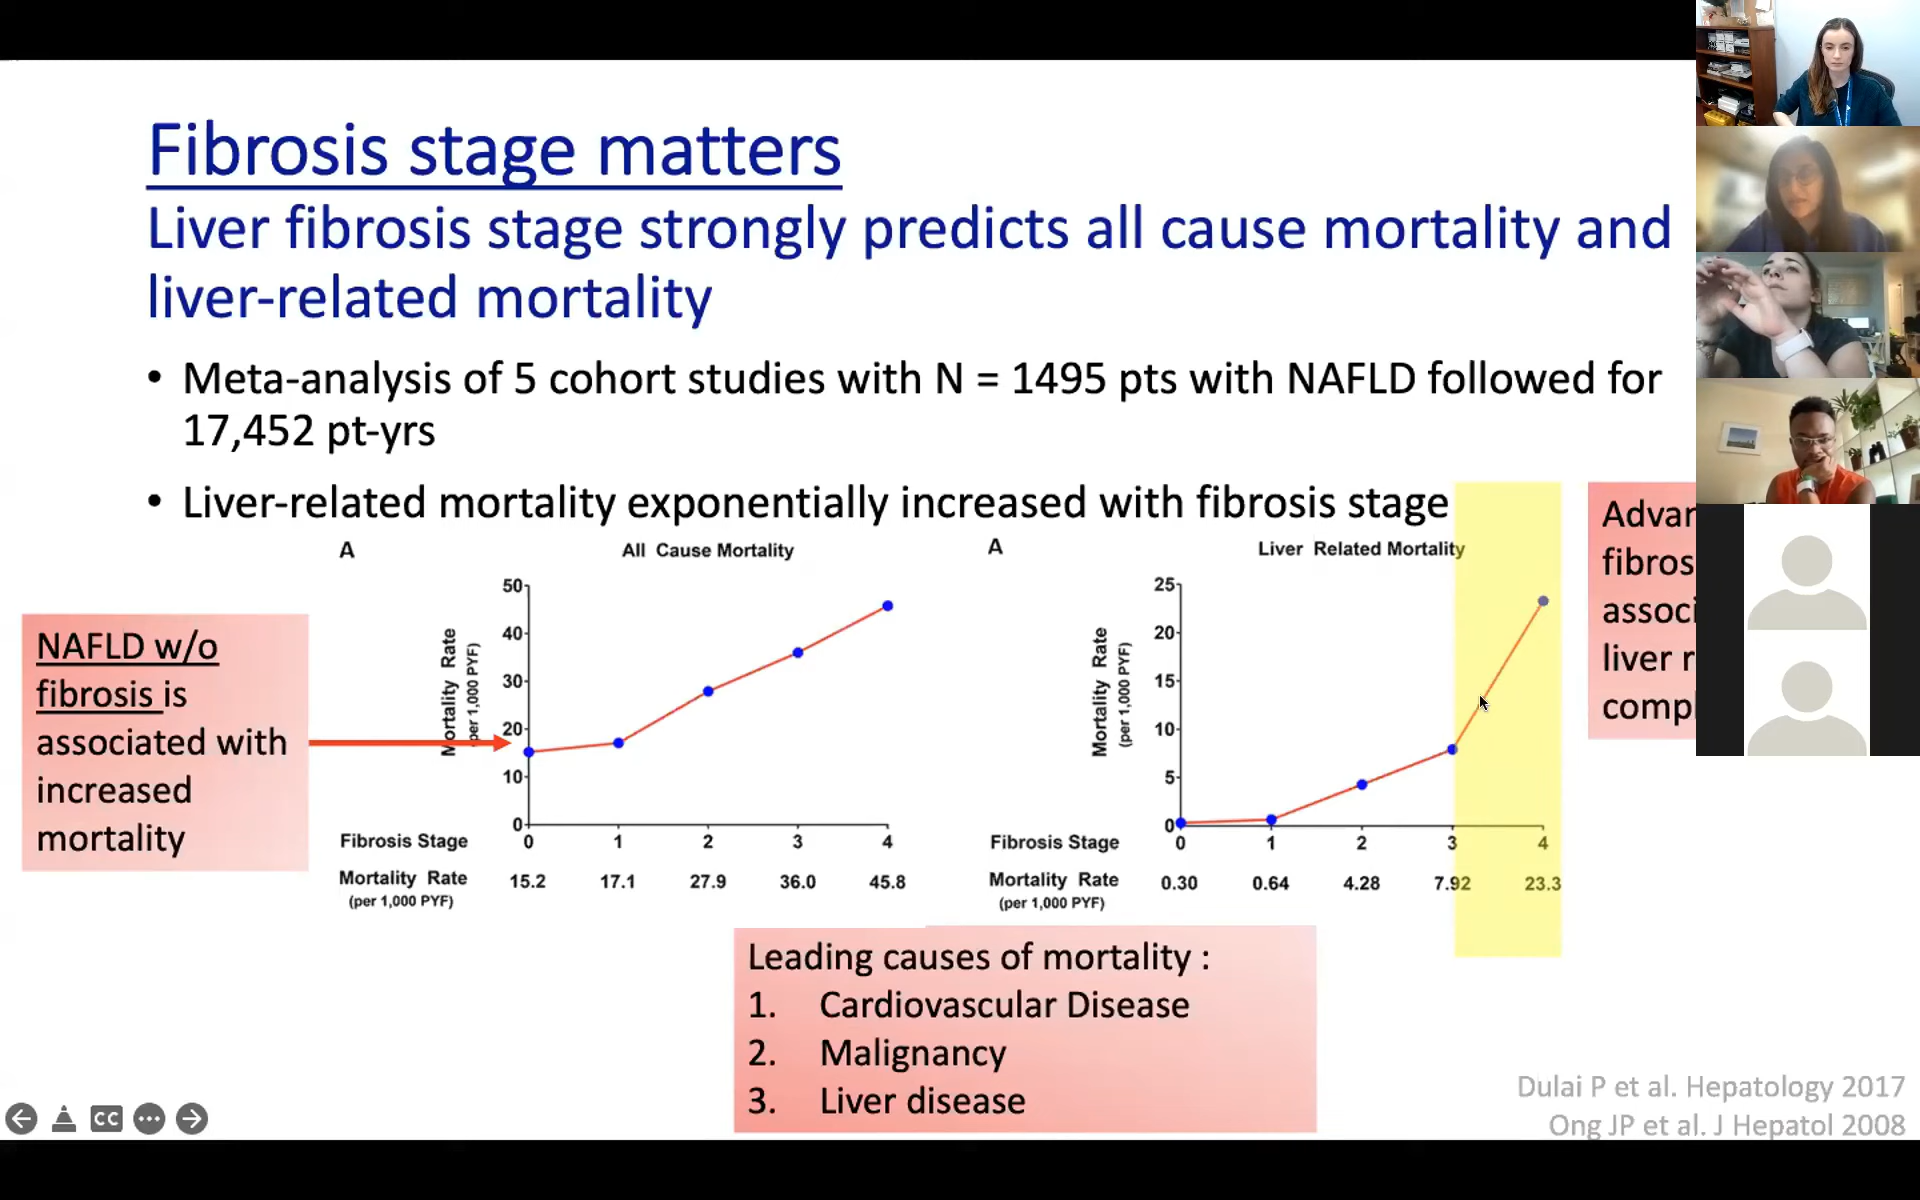 Fibrosis stage matters
Liver fibrosis stage strongly predicts all cause mortality and
liver-related mortality
• Meta-analysis of 5 cohort studies with N = 1495 pts with NAFLD followed for
17,452 pt-yrs
• Liver-related mortality exponentially increased with fibrosis stage
NAFLD w/o
fibrosis is
associated with
increased
mortality
A
All Cause Mortality
Mortality Rate
(per 1,000 PYF)
50
40
30
20
10
0
Fibrosis Stage 0 1 2 3 4
Mortality Rate 15.2 17.1 27.9 36.0 45.8
(per 1,000 PYF)
A
Liver Related Mortality
Mortality Rate
(per 1,000 PYF)
25
20
15
10
5
0
Fibrosis Stage 0 1 2 3 4
Mortality Rate 0.30 0.64 4.28 7.92 23.3
(per 1,000 PYF)
Advan
fibros
associ
liver r
comp
Leading causes of mortality :
1. Cardiovascular Disease
2. Malignancy
3. Liver disease
Dulai P et al. Hepatology 2017
Ong JP et al. J Hepatol 2008
CC